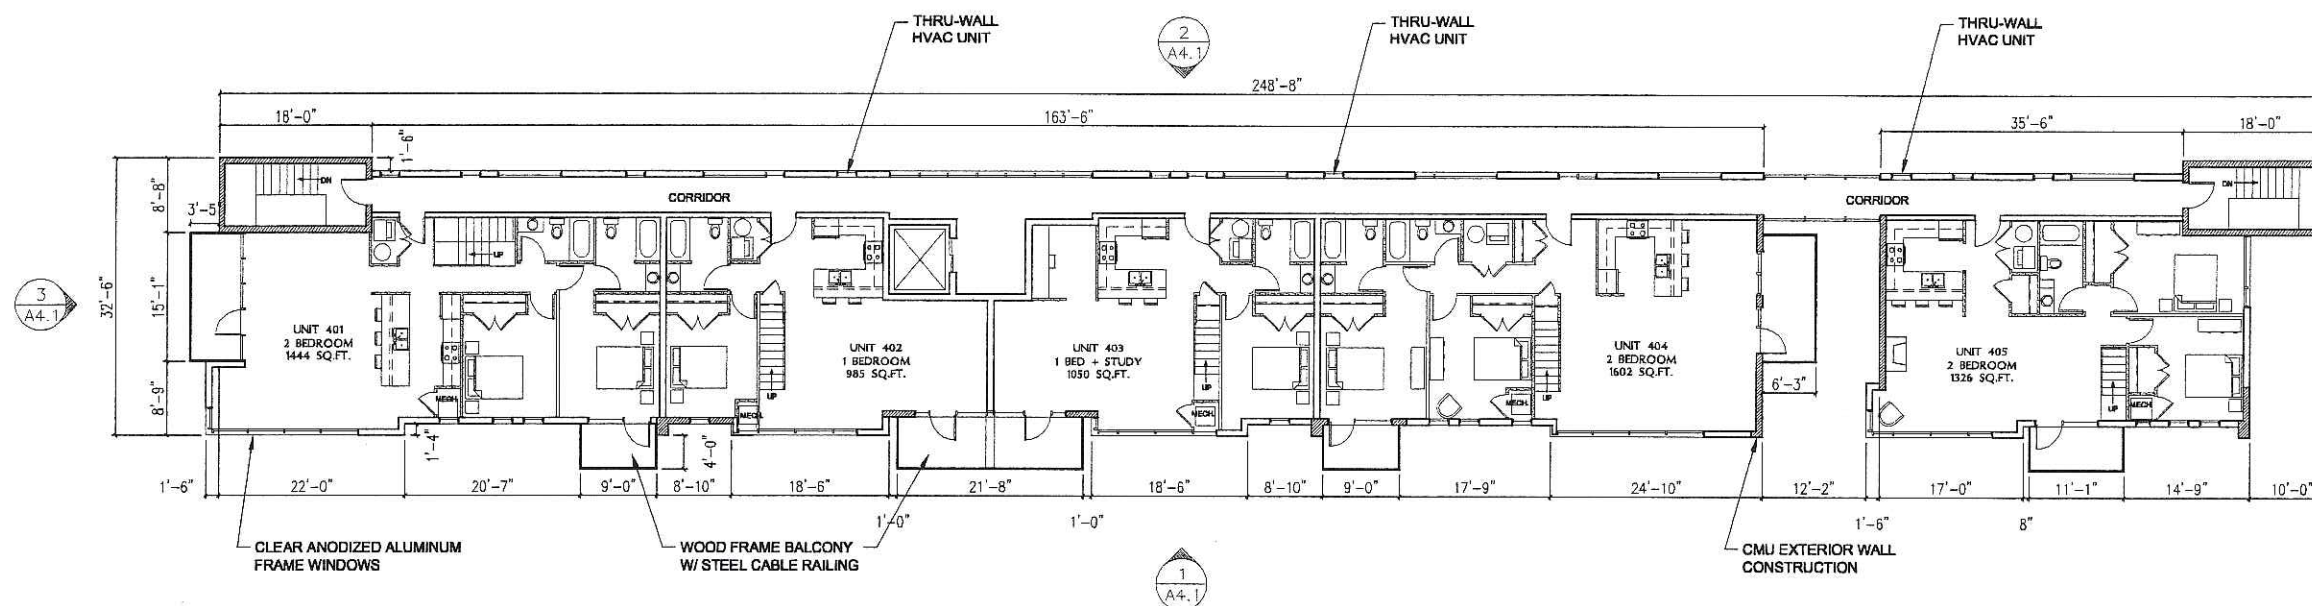 THRU-WALL
HVAC UNIT
THRU-WALL
HVAC UNIT
THRU-WALL
HVAC UNIT
2
A4.1
248'-8"
18'-0"
163'-6"
35'-6"
18'-0"
1'-6"
8'-8"
3'-5
32'-6"
15'-1"
8'-9"
3
A4.1
DN
CORRIDOR
CORRIDOR
DN
UP
UNIT 401
2 BEDROOM
1444 SQ.FT.
MECH.
UNIT 402
1 BEDROOM
985 SQ.FT.
UP
MECH.
UNIT 403
1 BED + STUDY
1050 SQ.FT.
UP
MECH.
UNIT 404
2 BEDROOM
1602 SQ.FT.
UP
MECH.
6'-3"
UNIT 405
2 BEDROOM
1326 SQ.FT.
UP
MECH.
1'-4"
4'-0"
1'-6"
22'-0"
20'-7"
9'-0"
8'-10"
18'-6"
21'-8"
18'-6"
8'-10"
9'-0"
17'-9"
24'-10"
12'-2"
17'-0"
11'-1"
14'-9"
10'-0"
1'-0"
1'-0"
1'-6"
8"
CLEAR ANODIZED ALUMINUM
FRAME WINDOWS
WOOD FRAME BALCONY
W/ STEEL CABLE RAILING
1
A4.1
CMU EXTERIOR WALL
CONSTRUCTION